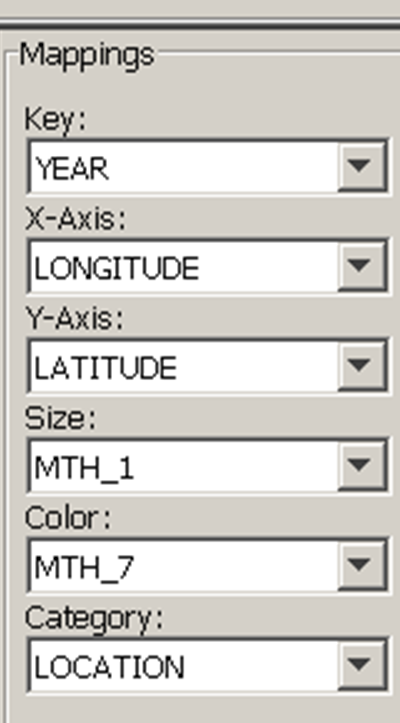 Mappings
Key:
YEAR
X-Axis:
LONGITUDE
Y-Axis:
LATITUDE
Size:
MTH_1
Color:
MTH_7
Category:
LOCATION